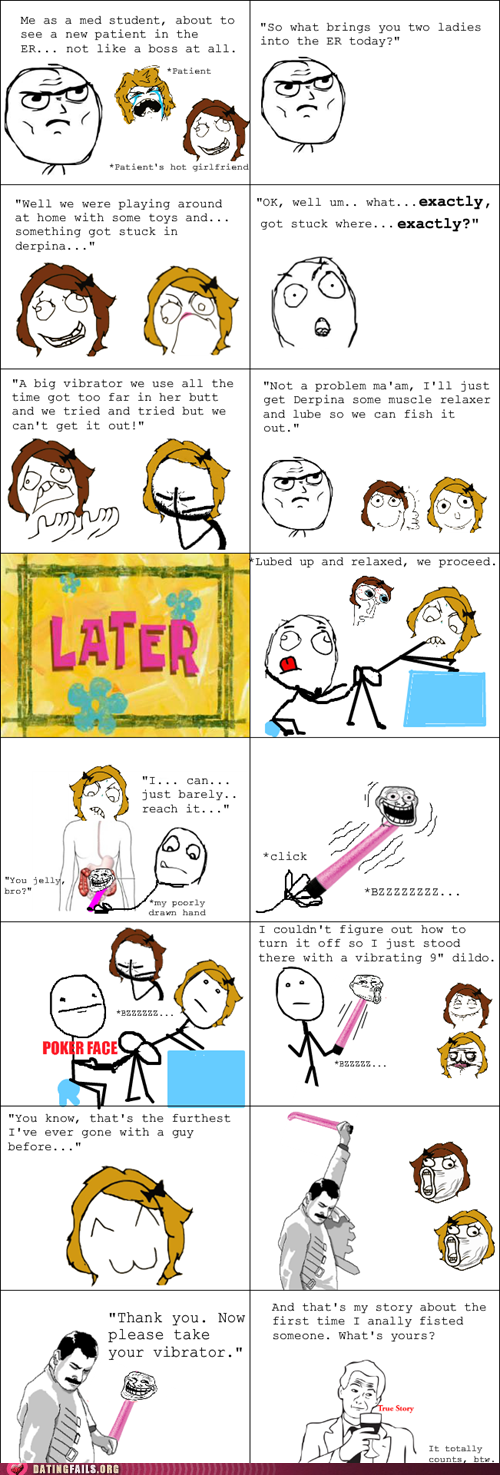 Me as a med student, about to
see a new patient in the
ER... not like a boss at all.
*Patient
*Patient's hot girlfriend
"So what brings you two ladies
into the ER today?"
"Well we were playing around
at home with some toys and...
something got stuck in
derpina..."
"OK, well um.. what...exactly,
got stuck where...exactly?"
"A big vibrator we use all the
time got too far in her butt
and we tried and tried but we
can't get it out!"
"Not a problem ma'am, I'll just
get Derpina some muscle relaxer
and lube so we can fish it
out."
LATER
*Lubed up and relaxed, we proceed.
"I... can...
just barely..
reach it..."
"You jelly,
bro?"
*my poorly
drawn hand
*click
*BZZZZZZZZ...
*BZZZZZZ...
POKER FACE
I couldn't figure out how to
turn it off so I just stood
there with a vibrating 9" dildo.
*BZZZZZ...
"You know, that's the furthest
I've ever gone with a guy
before..."
"Thank you. Now
please take
your vibrator."
And that's my story about the
first time I anally fisted
someone. What's yours?
True Story
It totally
counts, btw.
DATINGFAILS.ORG